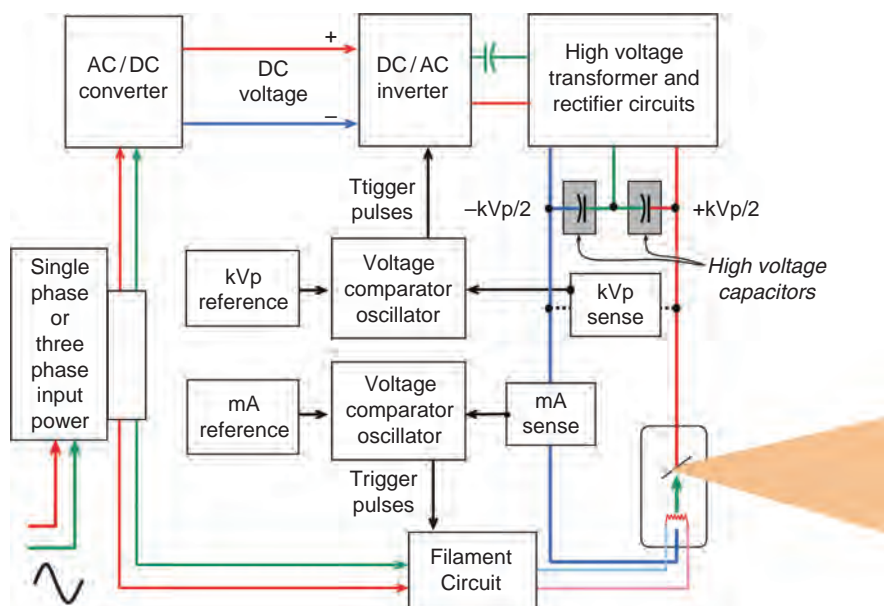 AC/DC
converter
+
DC
voltage
–
DC/AC
inverter
High voltage
transformer and
rectifier circuits
Ttigger
pulses
–kVp/2
+kVp/2
High voltage
capacitors
Single
phase
or
three
phase
input
power
kVp
reference
Voltage
comparator
oscillator
kVp
sense
mA
reference
Voltage
comparator
oscillator
mA
sense
Trigger
pulses
Filament
Circuit